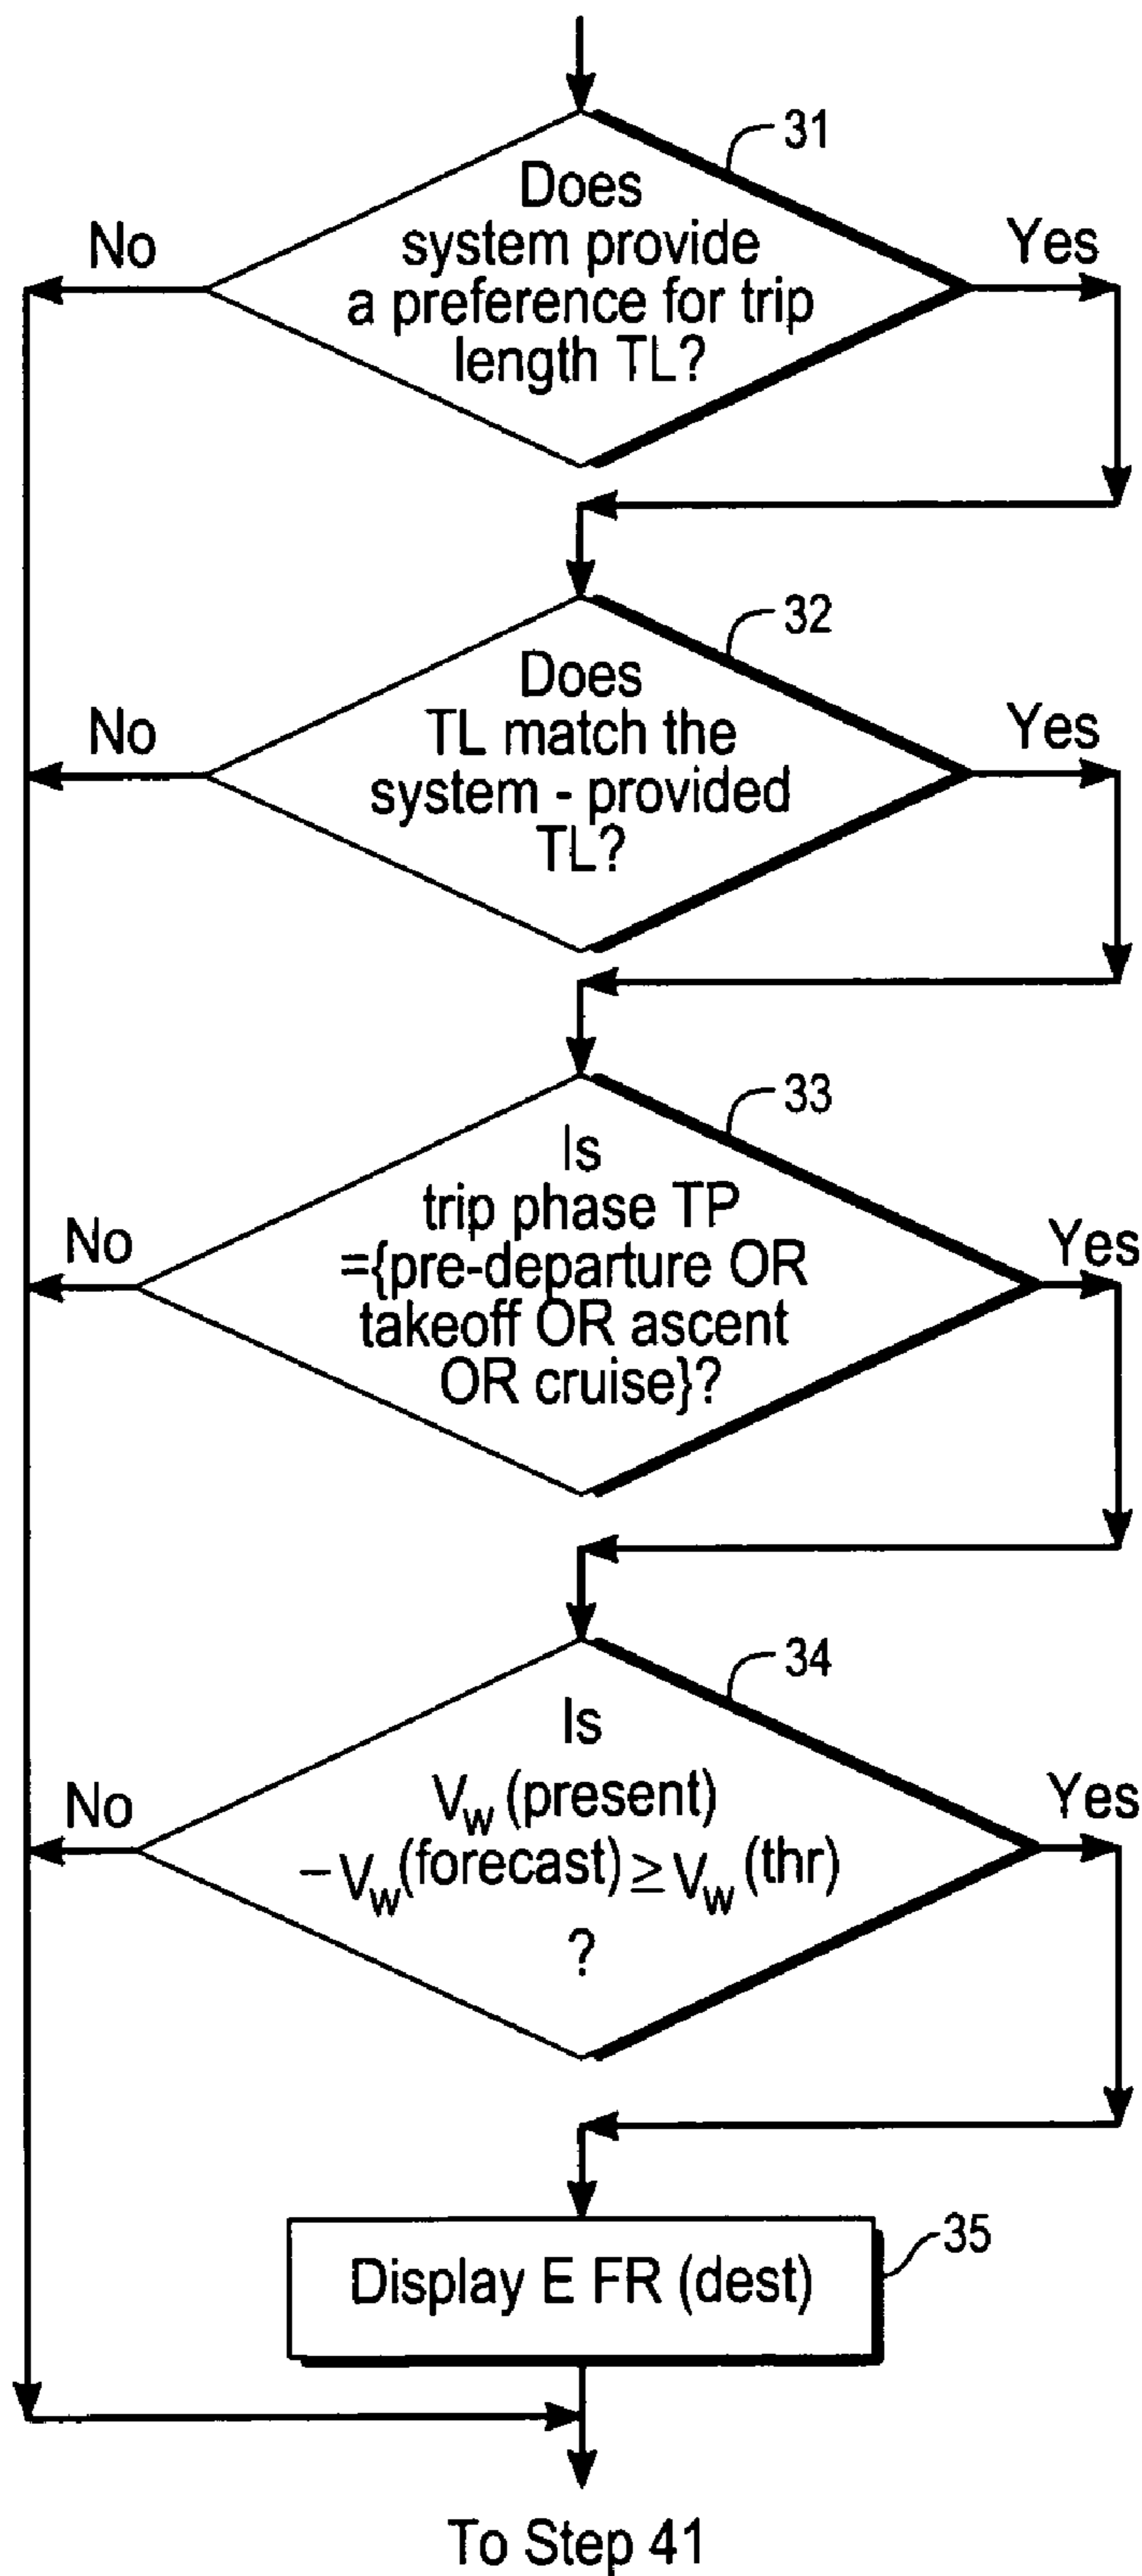 31
Does
system provide
a preference for trip
length TL?
No
Yes
32
Does
TL match the
system - provided
TL?
No
Yes
33
Is
trip phase TP
={pre-departure OR
takeoff OR ascent
OR cruise}?
No
Yes
34
Is
Vw (present)
−Vw(forecast) ≥ Vw (thr)
?
No
Yes
Display E FR (dest)
35
To Step 41